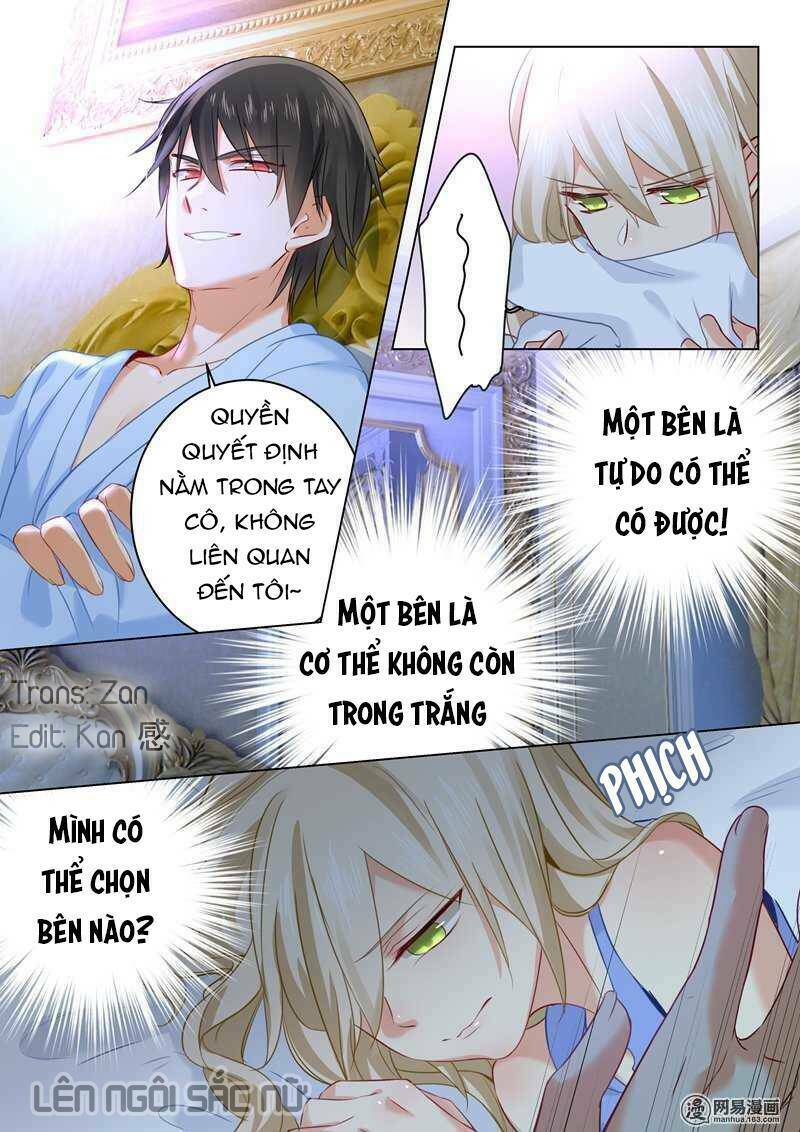 QUYỀN
QUYẾT ĐỊNH
NẰM TRONG TAY
CÔ, KHÔNG
LIÊN QUAN
ĐẾN TÔI~
MỘT BÊN LÀ
TỰ DO CÓ THỂ
CÓ ĐƯỢC!
MỘT BÊN LÀ
CƠ THỂ KHÔNG CÒN
TRONG TRẮNG
Trans: Zan
Edit: Kan 感
PHỊCH
MÌNH CÓ
THỂ CHỌN
BÊN NÀO?
LÊN NGÔI SẮC NỮ
漫 网易漫画
manhua.163.com